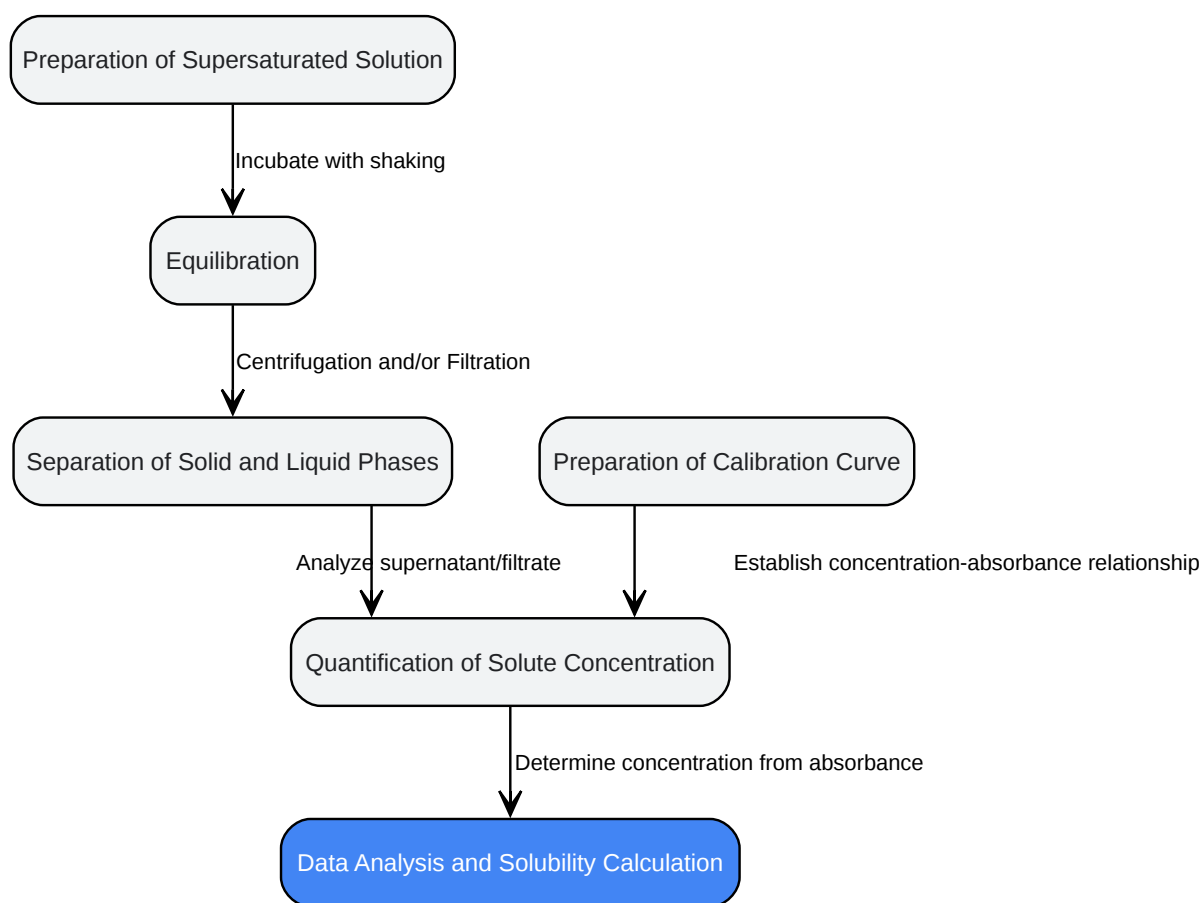 Preparation of Supersaturated Solution
Incubate with shaking
Equilibration
Centrifugation and/or Filtration
Separation of Solid and Liquid Phases
Preparation of Calibration Curve
Analyze supernatant/filtrate
Establish concentration-absorbance relationship
Quantification of Solute Concentration
Determine concentration from absorbance
Data Analysis and Solubility Calculation